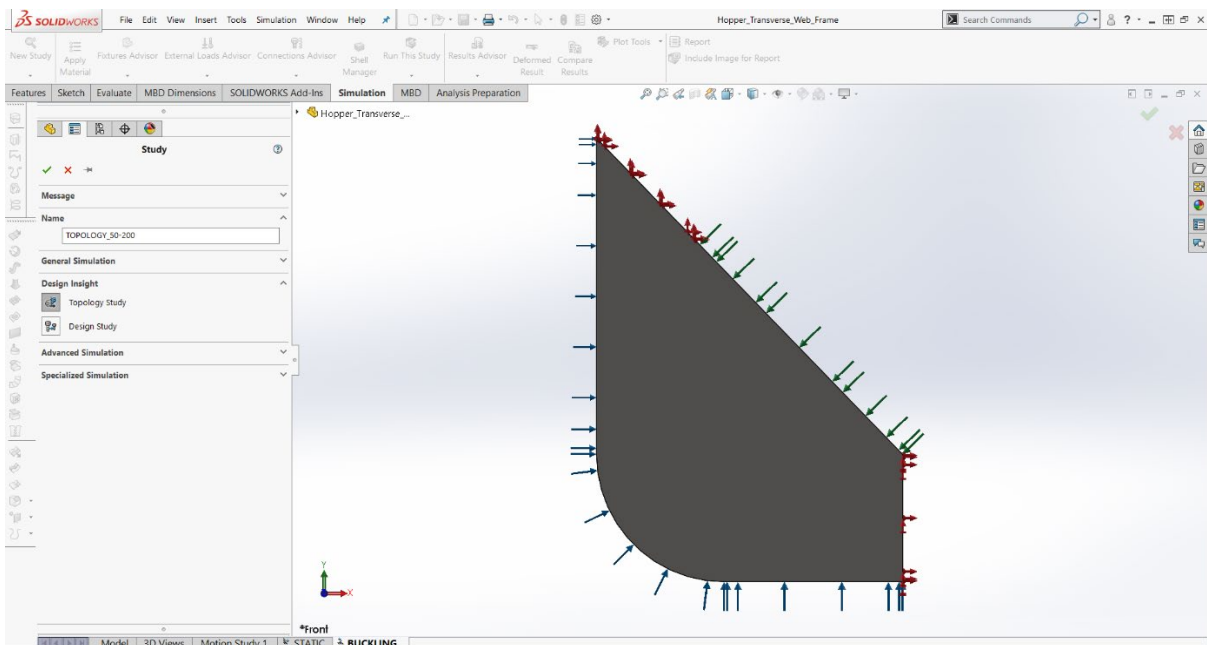 SOLIDWORKS File Edit View Insert Tools Simulation Window Help Hopper_Transverse_Web_Frame Search Commands
New Study Apply Material Fixtures Advisor External Loads Advisor Connections Advisor Shell Manager Run This Study Results Advisor Deformed Result Compare Results Plot Tools Report
Include Image for Report
Features Sketch Evaluate MBD Dimensions SOLIDWORKS Add-Ins Simulation MBD Analysis Preparation
Hopper_Transverse_...
Study
Message
Name
TOPOLOGY_50-200
General Simulation
Design Insight
Topology Study
Design Study
Advanced Simulation
Specialized Simulation
Y
X
*Front
Model 3D Views Motion Study 1 STATIC BUCKLING